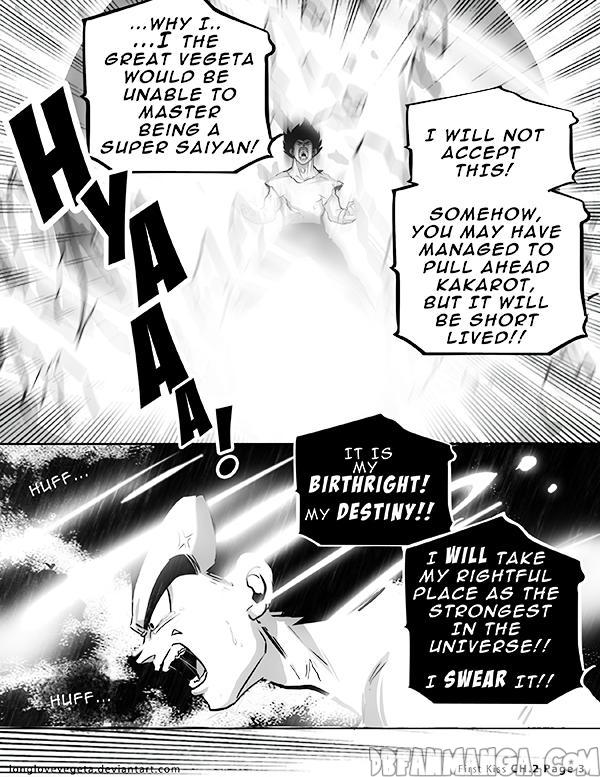 ...WHY I..
...I THE
GREAT VEGETA
WOULD BE
UNABLE TO
MASTER
BEING A
SUPER SAIYAN!
HYAAA!
I WILL NOT
ACCEPT
THIS!
SOMEHOW,
YOU MAY HAVE
MANAGED TO
PULL AHEAD
KAKAROT,
BUT IT WILL
BE SHORT
LIVED!!
HUFF...
IT IS
MY
BIRTHRIGHT!
MY DESTINY!!
I WILL TAKE
MY RIGHTFUL
PLACE AS THE
STRONGEST
IN THE
UNIVERSE!!
I SWEAR IT!!
HUFF...
longlovevegeta.deviantart.com
First Kiss CH.2 Page 3
DBFANMANGA.COM